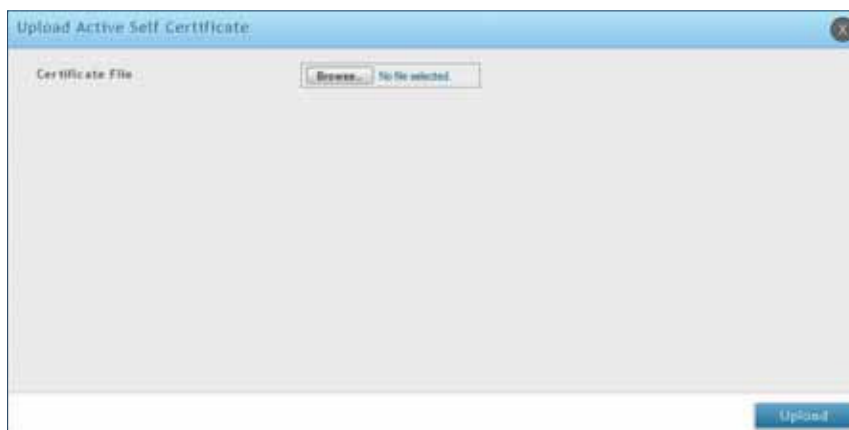 Upload Active Self Certificate
X
Certificate File
Browse... No file selected.
Upload